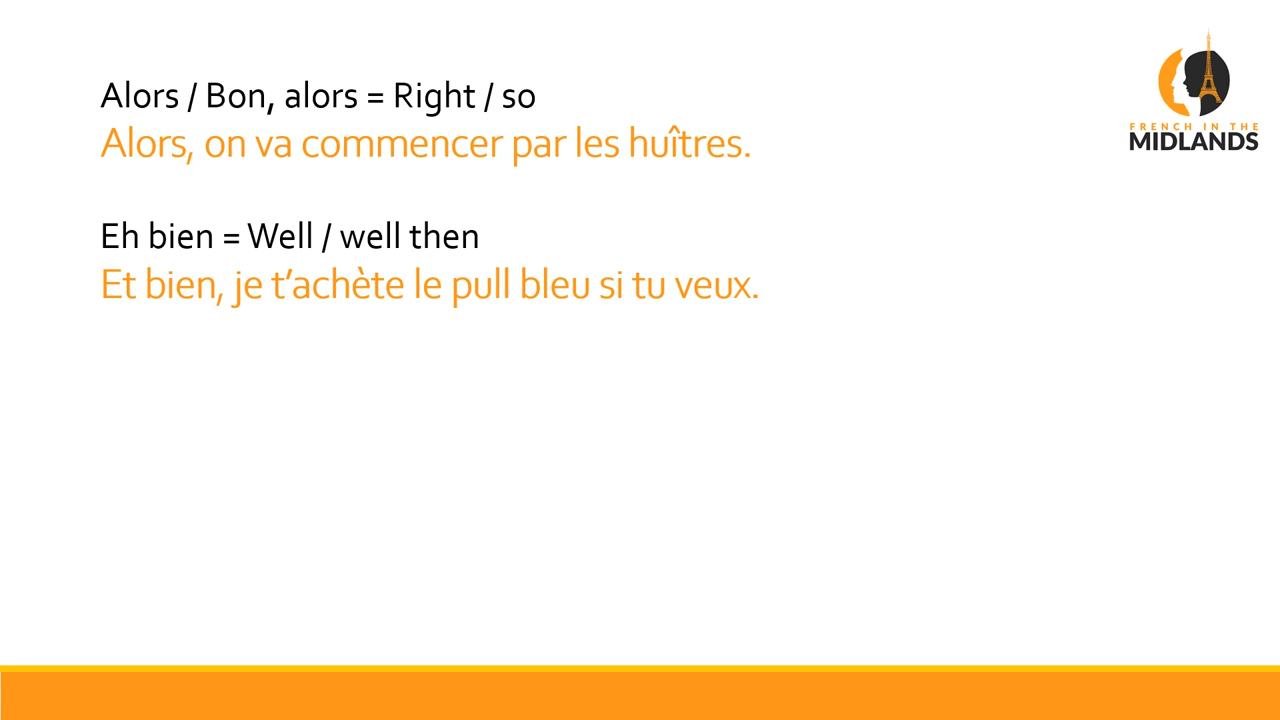 Alors / Bon, alors = Right / so
Alors, on va commencer par les huîtres.
Eh bien = Well / well then
Et bien, je t’achète le pull bleu si tu veux.
FRENCH IN THE
MIDLANDS